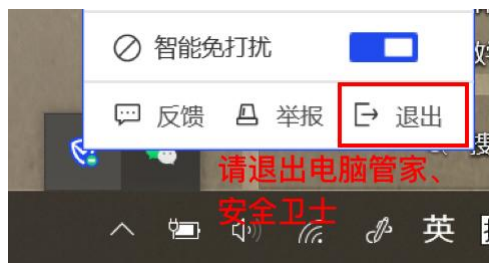 智能免打扰
反馈 举报 退出
请退出电脑管家、
安全卫士
英